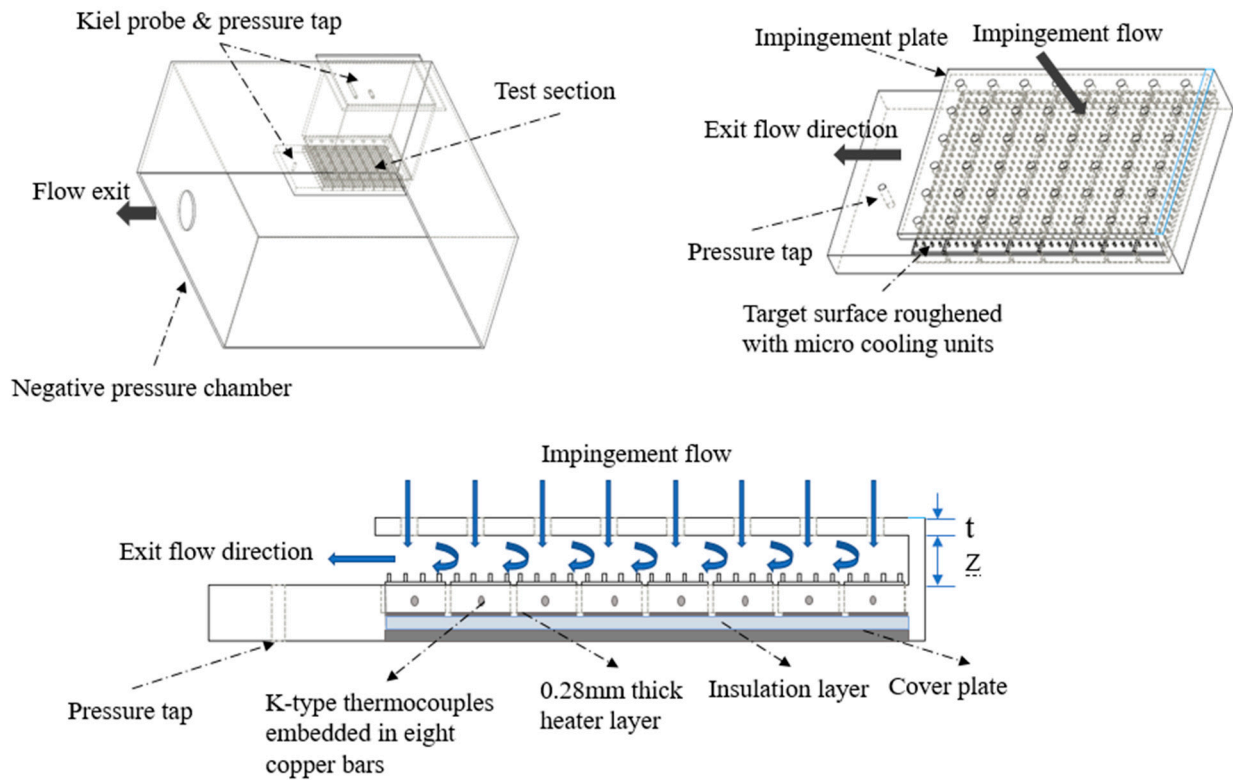 Kiel probe & pressure tap
Test section
Flow exit
Negative pressure chamber
Impingement plate
Impingement flow
Exit flow direction
Pressure tap
Target surface roughened
with micro cooling units
Impingement flow
t
Z
Exit flow direction
Pressure tap
K-type thermocouples
embedded in eight
copper bars
0.28mm thick
heater layer
Insulation layer
Cover plate